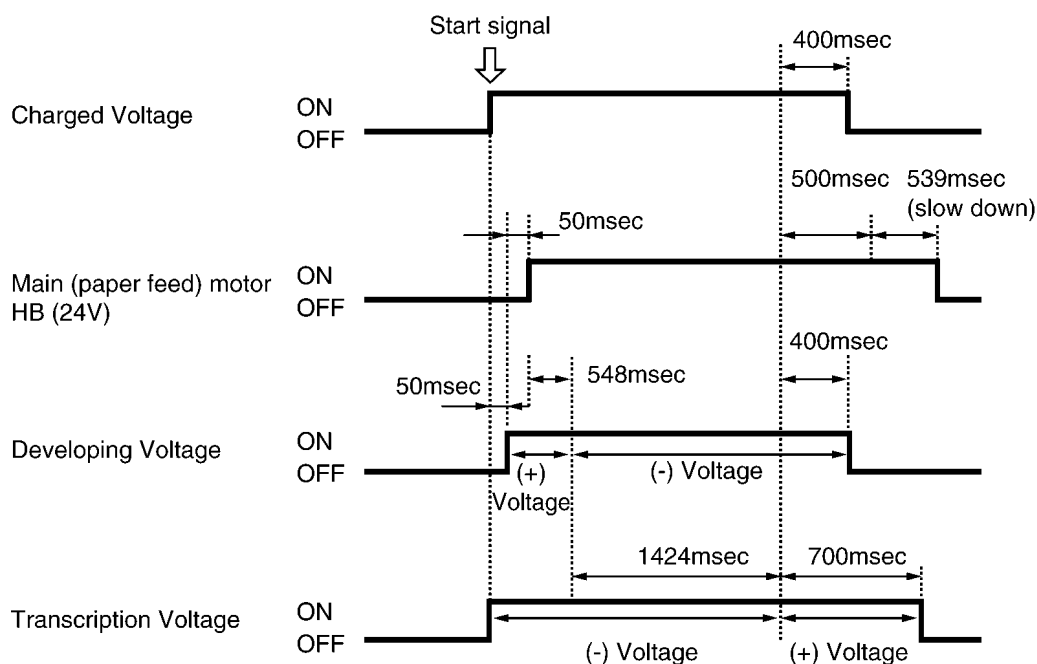 Start signal
400msec
Charged Voltage
ON
OFF
500msec
539msec
(slow down)
50msec
Main (paper feed) motor
HB (24V)
ON
OFF
400msec
548msec
50msec
Developing Voltage
ON
OFF
(+)
Voltage
(-) Voltage
1424msec
700msec
Transcription Voltage
ON
OFF
(-) Voltage
(+) Voltage